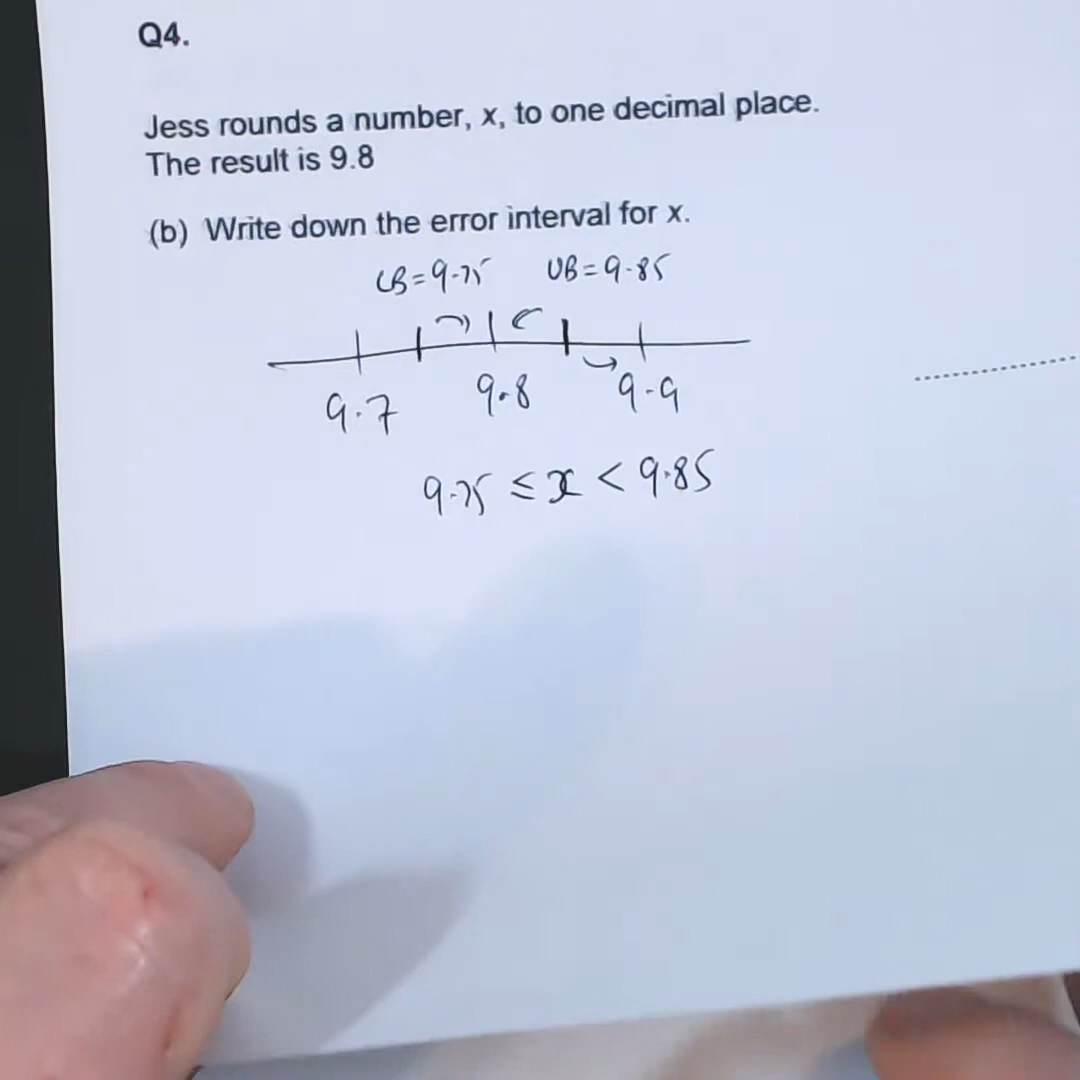 Q4.
Jess rounds a number, x, to one decimal place.
The result is 9.8
(b) Write down the error interval for x.
LB=9.75 UB=9.85
9.7 9.8 9.9
9.75 ≤ x < 9.85